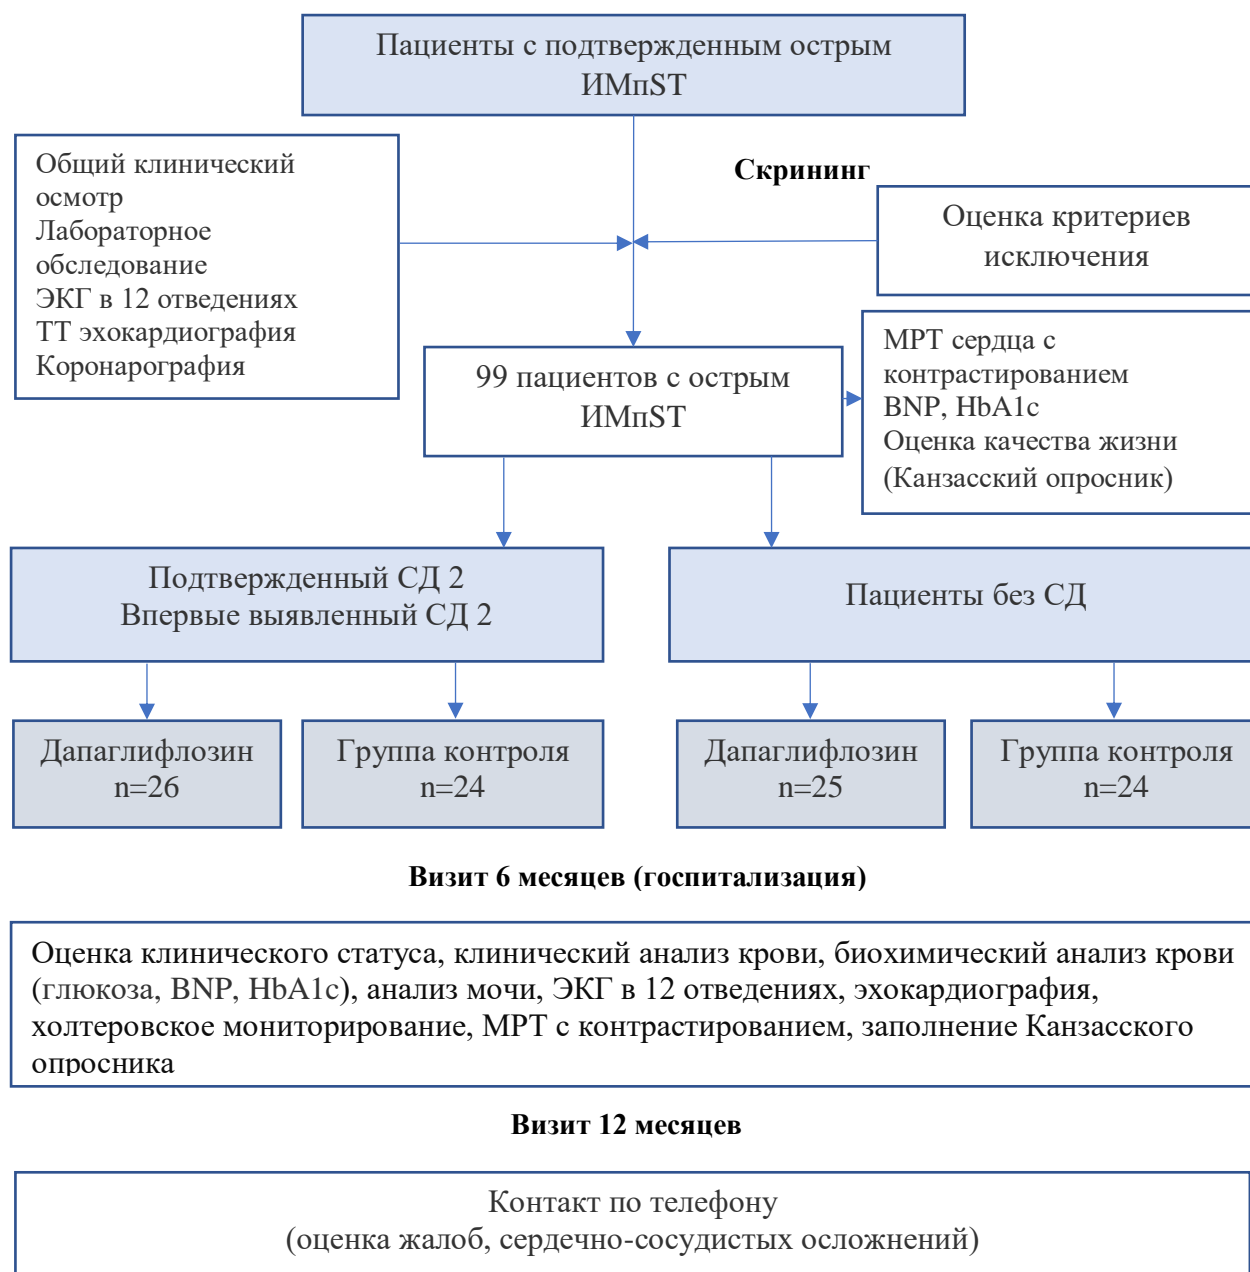 Пациенты с подтвержденным острым
ИМпST
Общий клинический
осмотр
Лабораторное
обследование
ЭКГ в 12 отведениях
ТТ эхокардиография
Коронарография
Скрининг
Оценка критериев
исключения
99 пациентов с острым
ИМпST
МРТ сердца с
контрастированием
BNP, HbA1c
Оценка качества жизни
(Канзасский опросник)
Подтвержденный СД 2
Впервые выявленный СД 2
Пациенты без СД
Дапаглифлозин
n=26
Группа контроля
n=24
Дапаглифлозин
n=25
Группа контроля
n=24
Визит 6 месяцев (госпитализация)
Оценка клинического статуса, клинический анализ крови, биохимический анализ крови
(глюкоза, BNP, HbA1c), анализ мочи, ЭКГ в 12 отведениях, эхокардиография,
холтеровское мониторирование, МРТ с контрастированием, заполнение Канзасского
опросника
Визит 12 месяцев
Контакт по телефону
(оценка жалоб, сердечно-сосудистых осложнений)